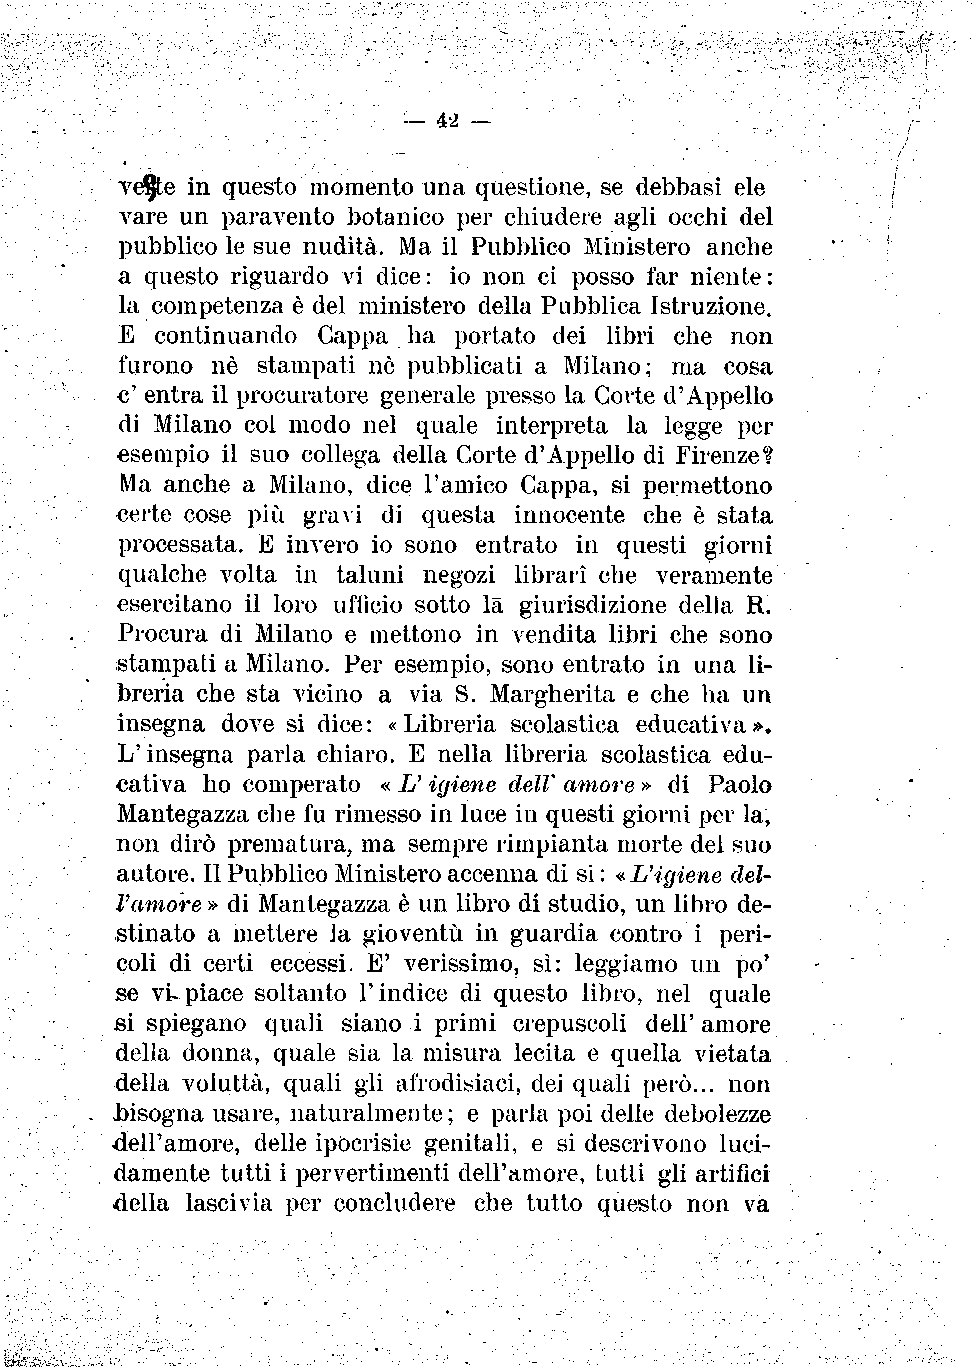 — 42 —
veste in questo momento una questione, se debbasi ele
vare un paravento botanico per chiudere agli occhi del
pubblico le sue nudità. Ma il Pubblico Ministero anche
a questo riguardo vi dice: io non ci posso far niente:
la competenza è del ministero della Pubblica Istruzione.
E continuando Cappa ha portato dei libri che non
furono nè stampati nè pubblicati a Milano; ma cosa
c' entra il procuratore generale presso la Corte d'Appello
di Milano col modo nel quale interpreta la legge per
esempio il suo collega della Corte d'Appello di Firenze?
Ma anche a Milano, dice l'amico Cappa, si permettono
certe cose più gravi di questa innocente che è stata
processata. E invero io sono entrato in questi giorni
qualche volta in taluni negozi librarî che veramente
esercitano il loro ufficio sotto la giurisdizione della R.
Procura di Milano e mettono in vendita libri che sono
stampati a Milano. Per esempio, sono entrato in una li-
breria che sta vicino a via S. Margherita e che ha un
insegna dove si dice: « Libreria scolastica educativa ».
L' insegna parla chiaro. E nella libreria scolastica edu-
cativa ho comperato « L' igiene dell' amore » di Paolo
Mantegazza che fu rimesso in luce in questi giorni per la,
non dirò prematura, ma sempre rimpianta morte del suo
autore. Il Pubblico Ministero accenna di si: « L'igiene del-
l'amore » di Mantegazza è un libro di studio, un libro de-
stinato a mettere la gioventù in guardia contro i peri-
coli di certi eccessi. E' verissimo, sì: leggiamo un po'
se vi piace soltanto l' indice di questo libro, nel quale
si spiegano quali siano i primi crepuscoli dell' amore
della donna, quale sia la misura lecita e quella vietata
della voluttà, quali gli afrodisiaci, dei quali però... non
bisogna usare, naturalmente; e parla poi delle debolezze
dell'amore, delle ipocrisie genitali, e si descrivono luci-
damente tutti i pervertimenti dell'amore, tutti gli artifici
della lascivia per concludere che tutto questo non va